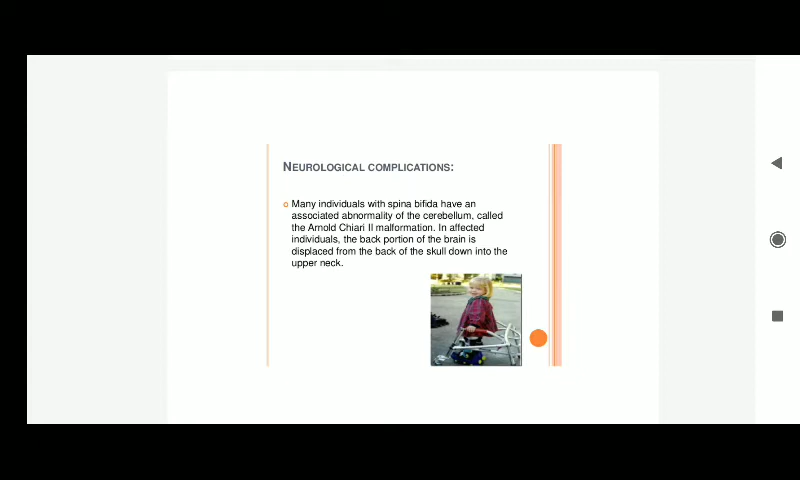 NEUROLOGICAL COMPLICATIONS:
Many individuals with spina bifida have an
associated abnormality of the cerebellum, called
the Arnold Chiari II malformation. In affected
individuals, the back portion of the brain is
displaced from the back of the skull down into the
upper neck.